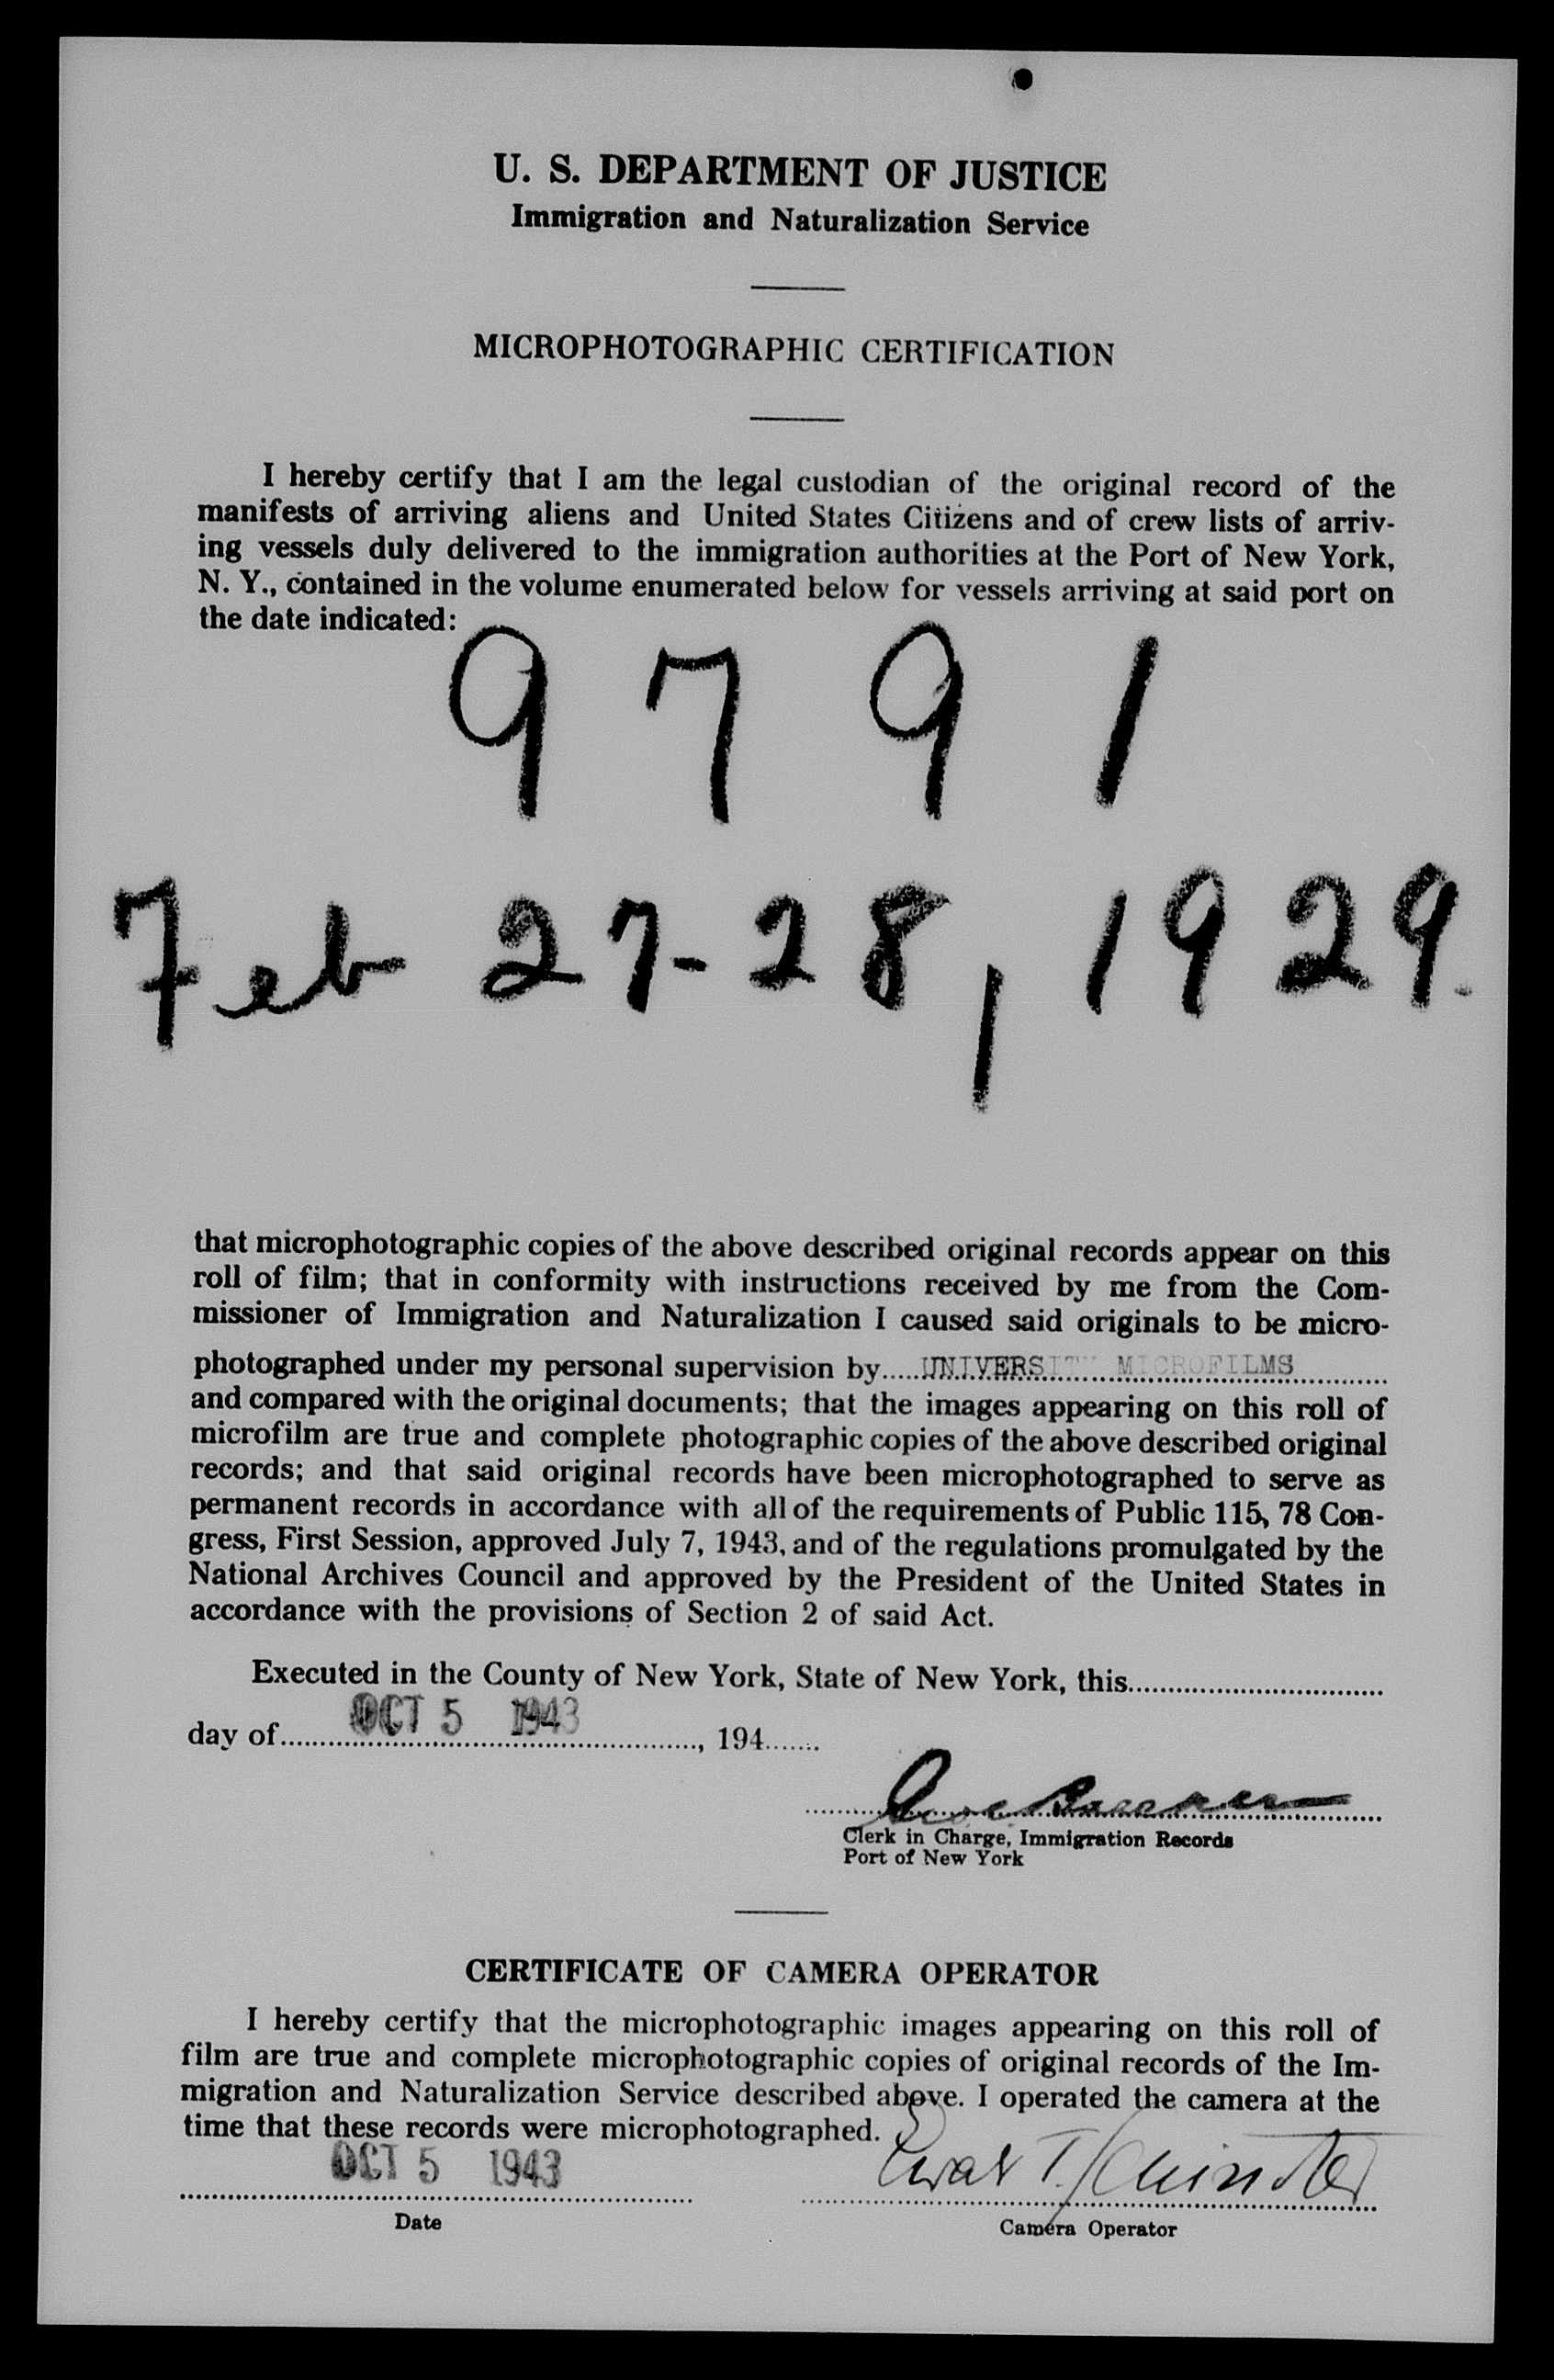 U. S. DEPARTMENT OF JUSTICE
Immigration and Naturalization Service
MICROPHOTOGRAPHIC CERTIFICATION
I hereby certify that I am the legal custodian of the original record of the
manifests of arriving aliens and United States Citizens and of crew lists of arriv-
ing vessels duly delivered to the immigration authorities at the Port of New York,
N. Y., contained in the volume enumerated below for vessels arriving at said port on
the date indicated:
9791
Feb 27-28, 1929.
that microphotographic copies of the above described original records appear on this
roll of film; that in conformity with instructions received by me from the Com-
missioner of Immigration and Naturalization I caused said originals to be micro-
photographed under my personal supervision by UNIVERSITY MICROFILMS
and compared with the original documents; that the images appearing on this roll of
microfilm are true and complete photographic copies of the above described original
records; and that said original records have been microphotographed to serve as
permanent records in accordance with all of the requirements of Public 115, 78 Con-
gress, First Session, approved July 7, 1943, and of the regulations promulgated by the
National Archives Council and approved by the President of the United States in
accordance with the provisions of Section 2 of said Act.
Executed in the County of New York, State of New York, this
day of OCT 5 1943, 194
Clerk in Charge, Immigration Records
Port of New York
CERTIFICATE OF CAMERA OPERATOR
I hereby certify that the microphotographic images appearing on this roll of
film are true and complete microphotographic copies of original records of the Im-
migration and Naturalization Service described above. I operated the camera at the
time that these records were microphotographed.
OCT 5 1943
Date
Camera Operator